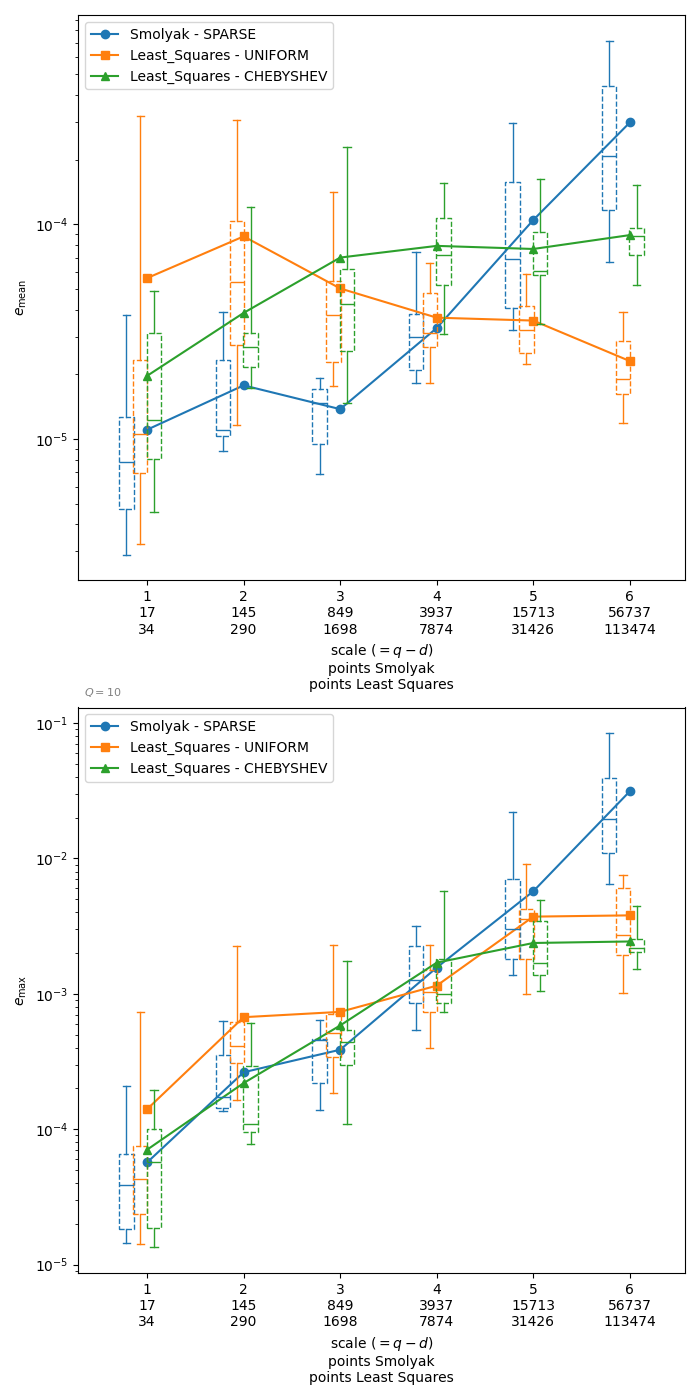 Smolyak - SPARSE
Least_Squares - UNIFORM
Least_Squares - CHEBYSHEV
10⁻⁴
10⁻⁵
e_mean
1 2 3 4 5 6
17 145 849 3937 15713 56737
34 290 1698 7874 31426 113474
scale (= q − d)
points Smolyak
points Least Squares
Q = 10
Smolyak - SPARSE
Least_Squares - UNIFORM
Least_Squares - CHEBYSHEV
10⁻¹
10⁻²
10⁻³
10⁻⁴
10⁻⁵
e_max
1 2 3 4 5 6
17 145 849 3937 15713 56737
34 290 1698 7874 31426 113474
scale (= q − d)
points Smolyak
points Least Squares